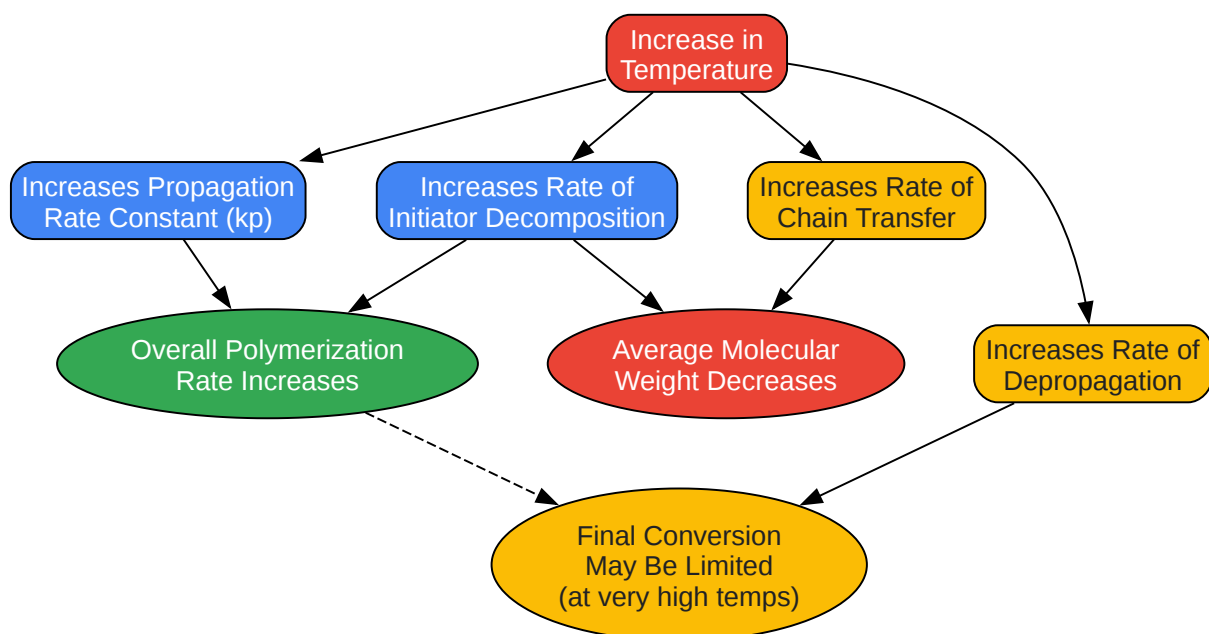 Increase in
Temperature
Increases Propagation
Rate Constant (kp)
Increases Rate of
Initiator Decomposition
Increases Rate of
Chain Transfer
Overall Polymerization
Rate Increases
Average Molecular
Weight Decreases
Increases Rate of
Depropagation
Final Conversion
May Be Limited
(at very high temps)